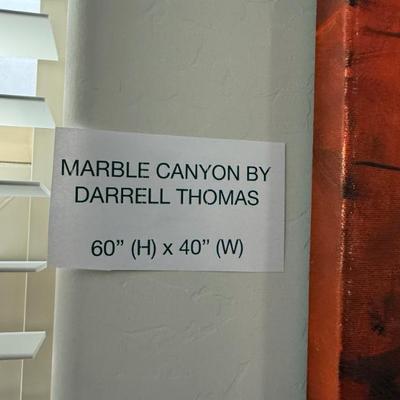 MARBLE CANYON BY
DARRELL THOMAS
60” (H) x 40” (W)